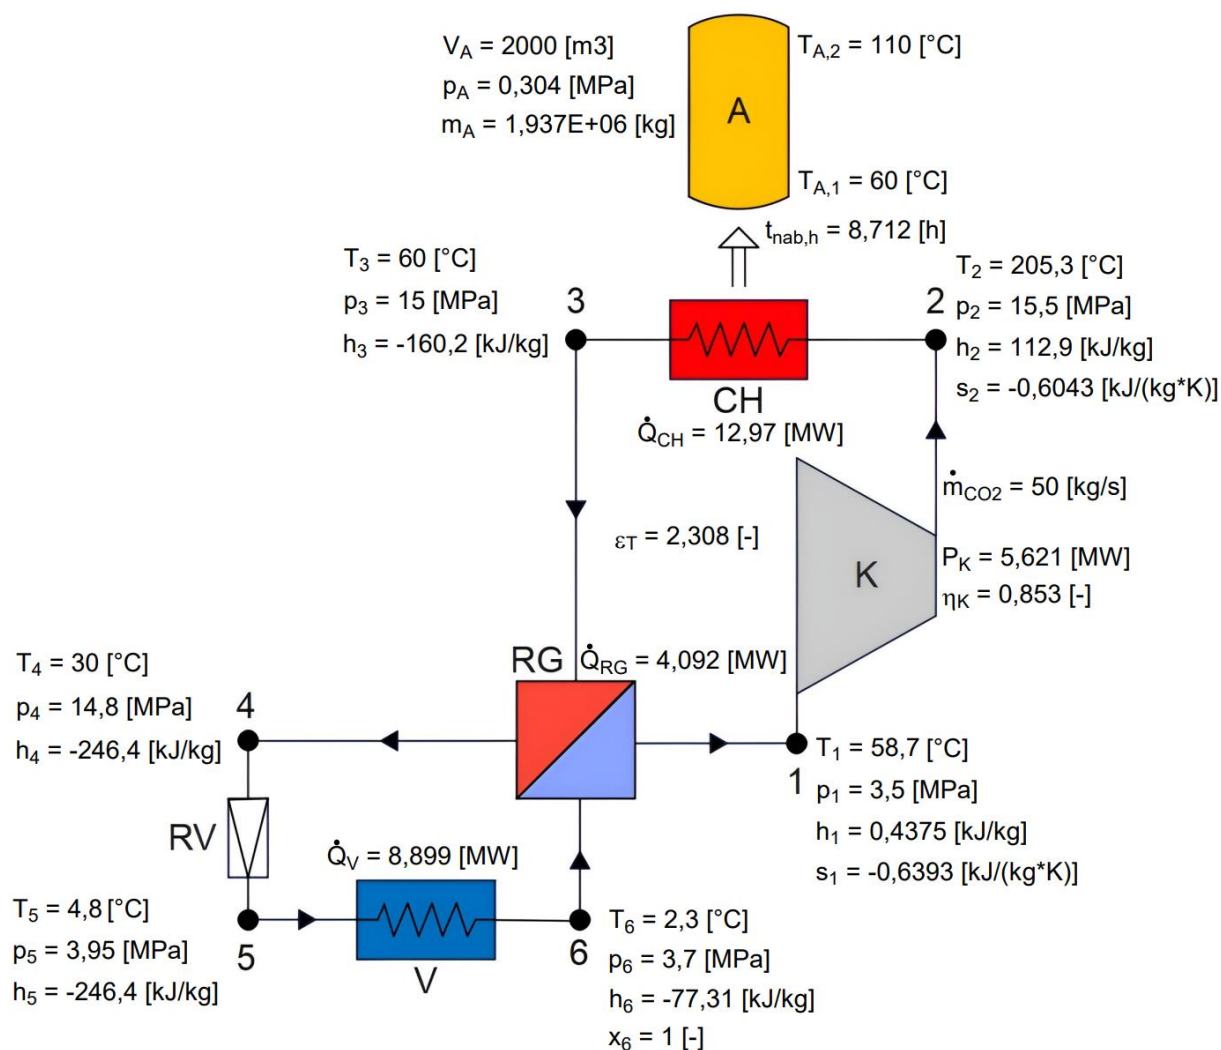 V_A = 2000 [m3]
p_A = 0,304 [MPa]
m_A = 1,937E+06 [kg]
A
T_A,2 = 110 [°C]
T_A,1 = 60 [°C]
t_nab,h = 8,712 [h]
T_3 = 60 [°C]
p_3 = 15 [MPa]
h_3 = -160,2 [kJ/kg]
3
CH
Q̇_CH = 12,97 [MW]
2
T_2 = 205,3 [°C]
p_2 = 15,5 [MPa]
h_2 = 112,9 [kJ/kg]
s_2 = -0,6043 [kJ/(kg*K)]
ṁ_CO2 = 50 [kg/s]
εT = 2,308 [-]
K
P_K = 5,621 [MW]
η_K = 0,853 [-]
RG
Q̇_RG = 4,092 [MW]
T_4 = 30 [°C]
p_4 = 14,8 [MPa]
h_4 = -246,4 [kJ/kg]
4
1
T_1 = 58,7 [°C]
p_1 = 3,5 [MPa]
h_1 = 0,4375 [kJ/kg]
s_1 = -0,6393 [kJ/(kg*K)]
RV
Q̇_V = 8,899 [MW]
T_5 = 4,8 [°C]
p_5 = 3,95 [MPa]
h_5 = -246,4 [kJ/kg]
5
V
6
T_6 = 2,3 [°C]
p_6 = 3,7 [MPa]
h_6 = -77,31 [kJ/kg]
x_6 = 1 [-]